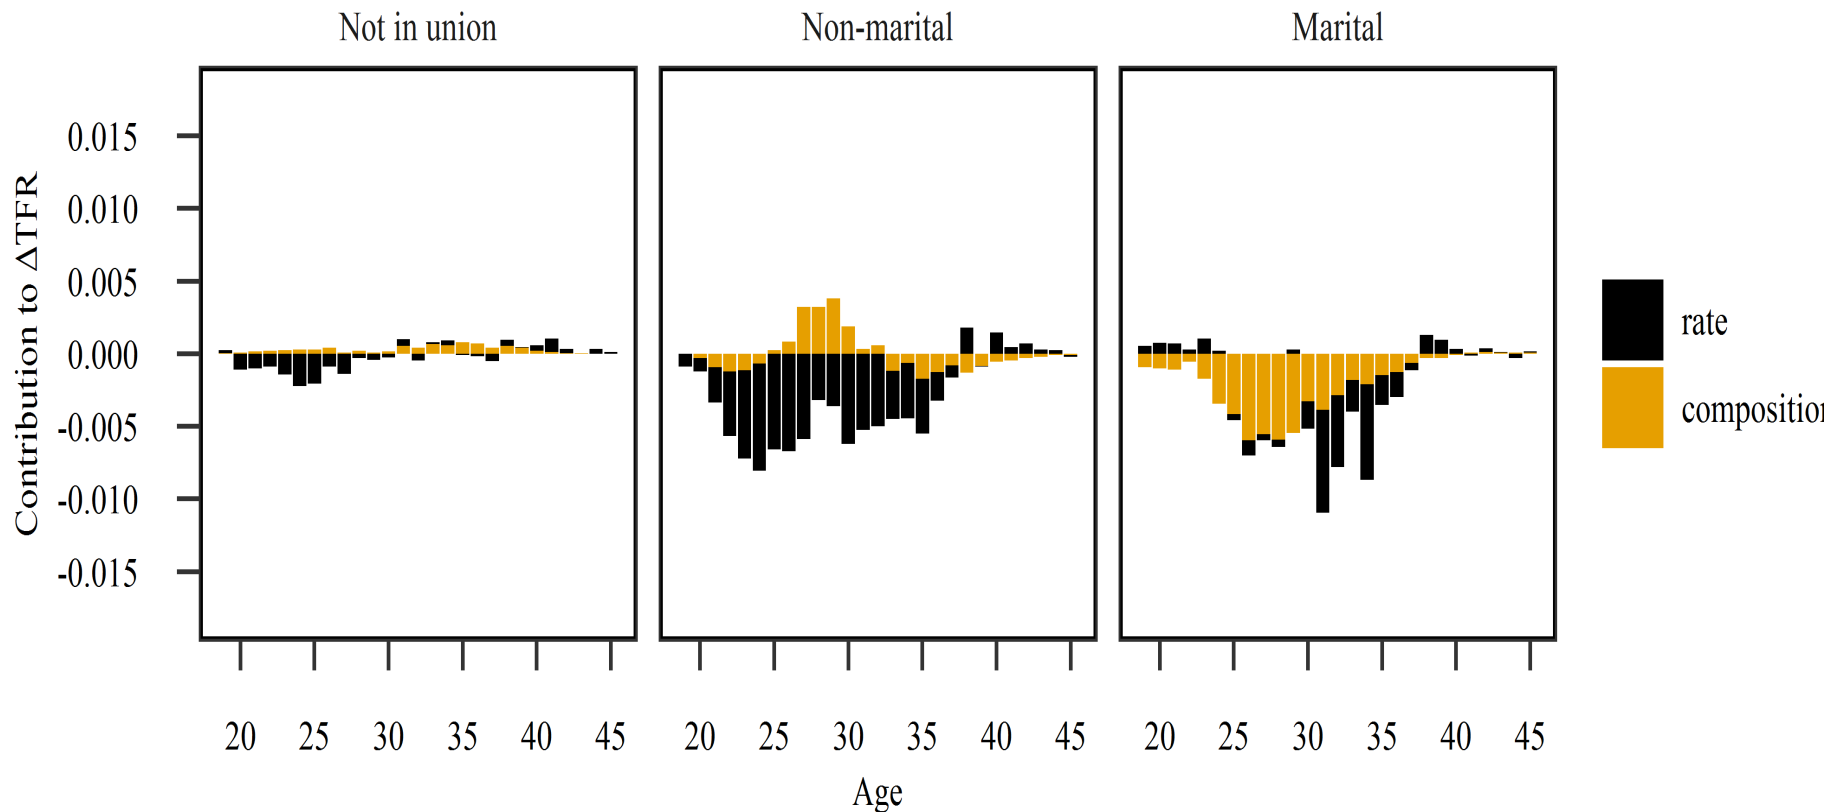 Not in union
Non-marital
Marital
Contribution to ΔTFR
0.015
0.010
0.005
0.000
-0.005
-0.010
-0.015
rate
composition
20 25 30 35 40 45
20 25 30 35 40 45
20 25 30 35 40 45
Age